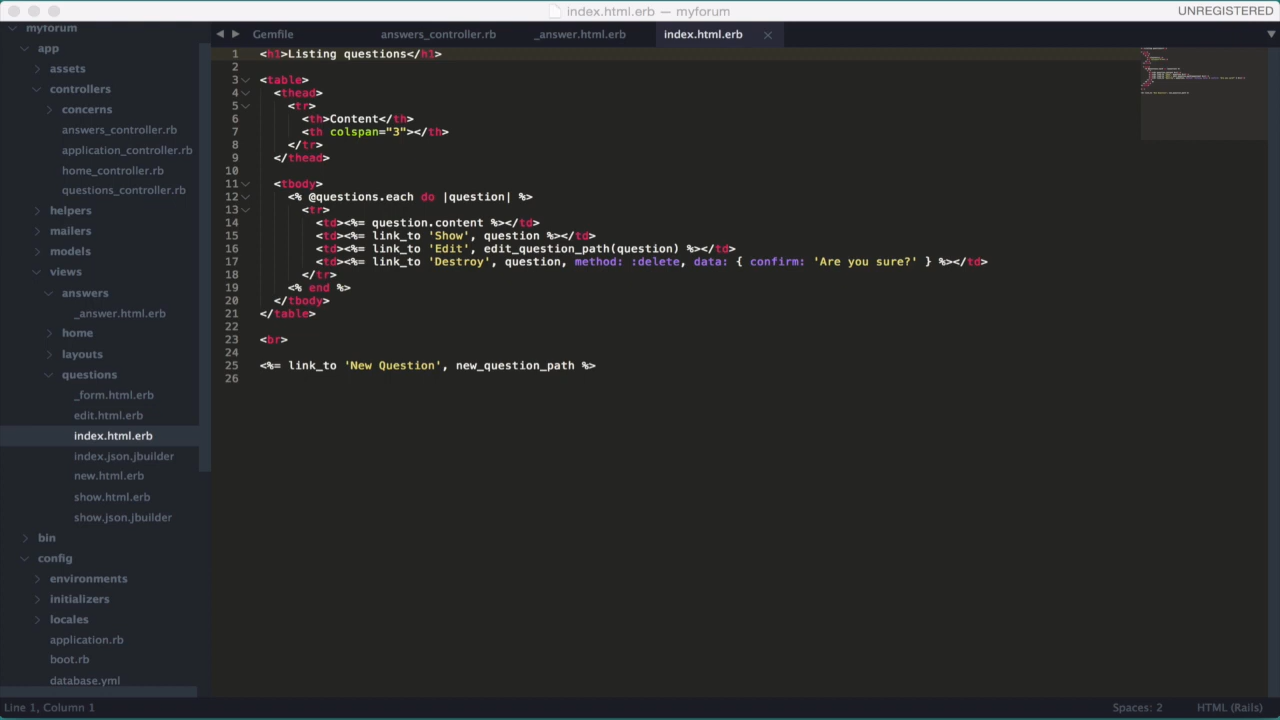 index.html.erb — myforum
UNREGISTERED
myforum
app
assets
controllers
concerns
answers_controller.rb
application_controller.rb
home_controller.rb
questions_controller.rb
helpers
mailers
models
views
answers
_answer.html.erb
home
layouts
questions
_form.html.erb
edit.html.erb
index.html.erb
index.json.jbuilder
new.html.erb
show.html.erb
show.json.jbuilder
bin
config
environments
initializers
locales
application.rb
boot.rb
database.yml
Gemfile answers_controller.rb _answer.html.erb index.html.erb
1 <h1>Listing questions</h1>
2
3 <table>
4 <thead>
5 <tr>
6 <th>Content</th>
7 <th colspan="3"></th>
8 </tr>
9 </thead>
10
11 <tbody>
12 <% @questions.each do |question| %>
13 <tr>
14 <td><%= question.content %></td>
15 <td><%= link_to 'Show', question %></td>
16 <td><%= link_to 'Edit', edit_question_path(question) %></td>
17 <td><%= link_to 'Destroy', question, method: :delete, data: { confirm: 'Are you sure?' } %></td>
18 </tr>
19 <% end %>
20 </tbody>
21 </table>
22
23 <br>
24
25 <%= link_to 'New Question', new_question_path %>
26
Line 1, Column 1
Spaces: 2
HTML (Rails)